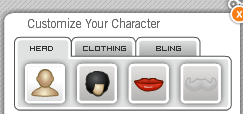 Customize Your Character
HEAD CLOTHING BLING